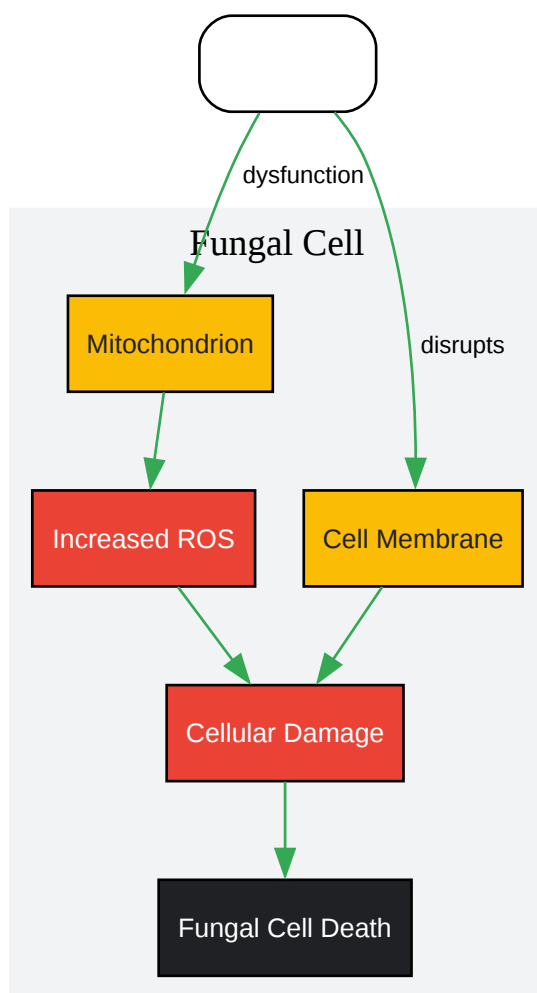 dysfunction
Fungal Cell
Mitochondrion
disrupts
Increased ROS
Cell Membrane
Cellular Damage
Fungal Cell Death